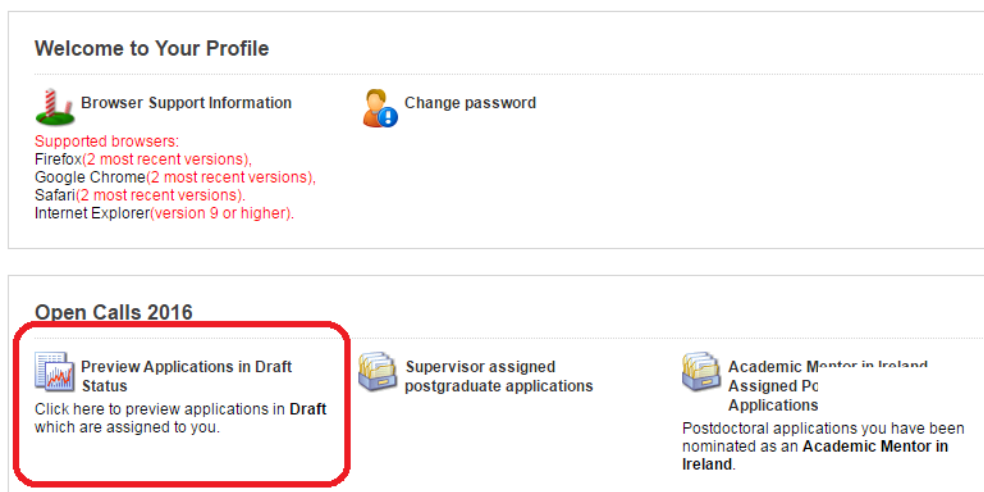 Welcome to Your Profile
Browser Support Information
Change password
Supported browsers:
Firefox(2 most recent versions),
Google Chrome(2 most recent versions),
Safari(2 most recent versions).
Internet Explorer(version 9 or higher).
Open Calls 2016
Preview Applications in Draft
Status
Click here to preview applications in Draft
which are assigned to you.
Supervisor assigned
postgraduate applications
Academic Mentor in Ireland
Assigned
Applications
Postdoctoral applications you have been
nominated as an Academic Mentor in
Ireland.